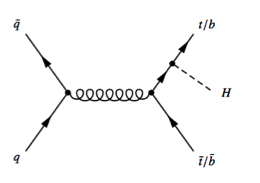 q̄ t/b
H
q t̄/b̄